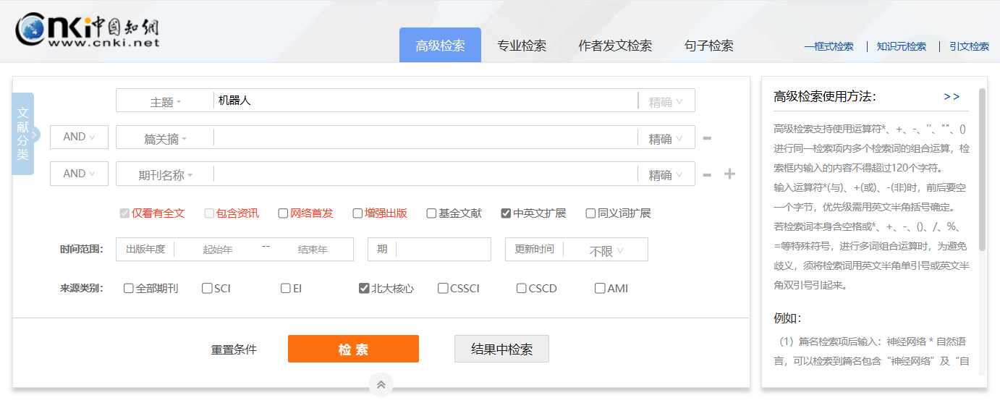 Cnki中国知網
www.cnki.net
高级检索 专业检索 作者发文检索 句子检索
一框式检索 | 知识元检索 | 引文检索
文献分类
主题 机器人 精确
AND 篇关摘 精确
AND 期刊名称 精确
仅看有全文 包含资讯 网络首发 增强出版 基金文献 中英文扩展 同义词扩展
时间范围: 出版年度 起始年 -- 结束年 期 更新时间 不限
来源类别: 全部期刊 SCI EI 北大核心 CSSCI CSCD AMI
重置条件 检索 结果中检索
高级检索使用方法: >>
高级检索支持使用运算符*、+、-、''、""、()
进行同一检索项内多个检索词的组合运算，检
索框内输入的内容不得超过120个字符。
输入运算符*(与)、+(或)、-(非)时，前后要空
一个字节，优先级需用英文半角括号确定。
若检索词本身含空格或*、+、-、()、/、%、
=等特殊符号，进行多词组合运算时，为避免
歧义，须将检索词用英文半角单引号或英文半
角双引号引起来。
例如：
（1）篇名检索项后输入：神经网络 * 自然语
言，可以检索到篇名包含“神经网络”及“自